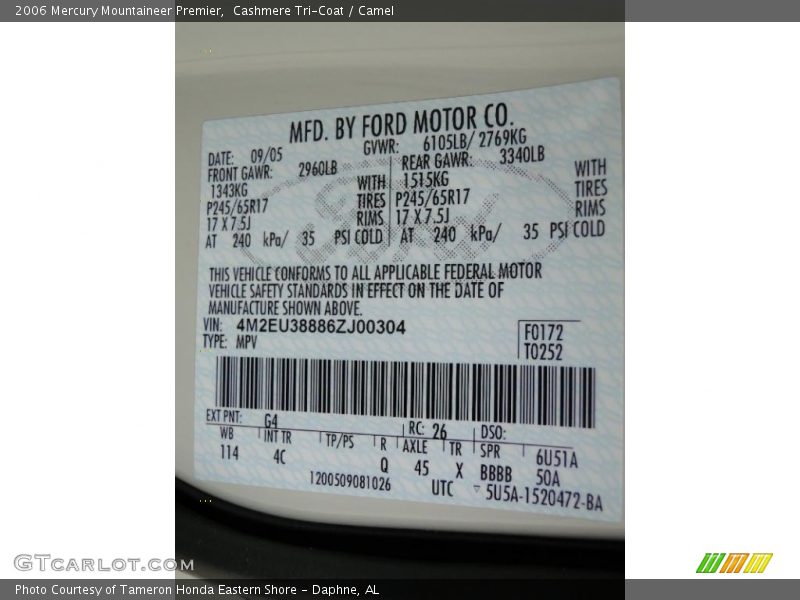 2006 Mercury Mountaineer Premier,  Cashmere Tri-Coat / Camel
MFD. BY FORD MOTOR CO.
DATE: 09/05 GVWR: 6105LB/ 2769KG
FRONT GAWR: 2960LB REAR GAWR: 3340LB
1343KG WITH 1515KG WITH
P245/65R17 TIRES P245/65R17 TIRES
17 X 7.5J RIMS 17 X 7.5J RIMS
AT 240 kPa/ 35 PSI COLD AT 240 kPa/ 35 PSI COLD
THIS VEHICLE CONFORMS TO ALL APPLICABLE FEDERAL MOTOR
VEHICLE SAFETY STANDARDS IN EFFECT ON THE DATE OF
MANUFACTURE SHOWN ABOVE.
VIN: 4M2EU38886ZJ00304 F0172
TYPE: MPV T0252
EXT PNT: G4 RC: 26 DSO:
WB INT TR TP/PS R AXLE TR SPR 6U51A
114 4C Q 45 X BBBB 50A
1200509081026 UTC ▽ 5U5A-1520472-BA
Ford
GTCARLOT.COM
Photo Courtesy of Tameron Honda Eastern Shore - Daphne, AL